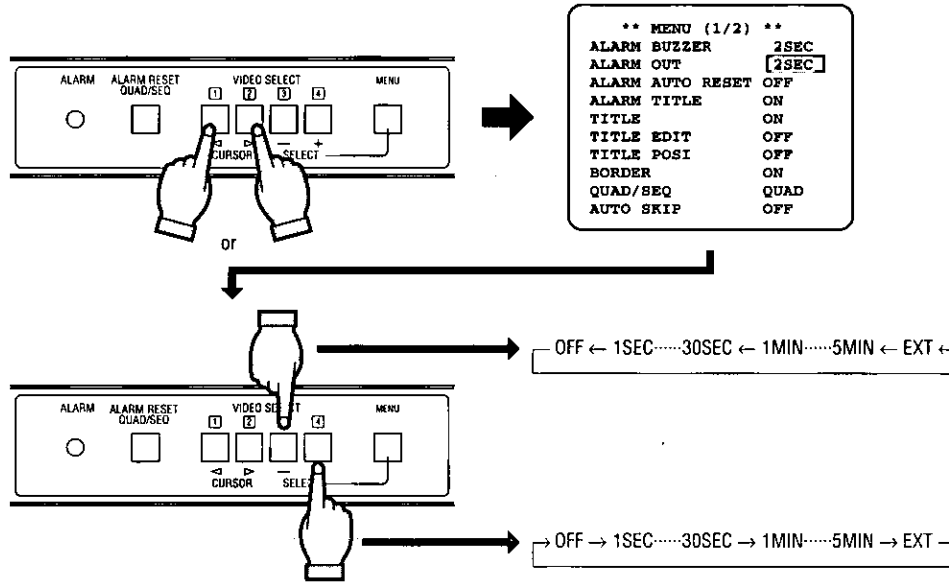 ** MENU (1/2) **
ALARM BUZZER 2SEC
ALARM OUT 2SEC
ALARM AUTO RESET OFF
ALARM TITLE ON
TITLE ON
TITLE EDIT OFF
TITLE POSI OFF
BORDER ON
QUAD/SEQ QUAD
AUTO SKIP OFF
ALARM ALARM RESET VIDEO SELECT MENU
QUAD/SEQ 1 2 3 4
◁ ▷ − +
CURSOR SELECT
or
OFF ← 1SEC·····30SEC ← 1MIN·····5MIN ← EXT ←
ALARM ALARM RESET VIDEO SELECT MENU
QUAD/SEQ 1 2 4
◁ ▷ −
CURSOR SELE
→ OFF → 1SEC·····30SEC → 1MIN·····5MIN → EXT